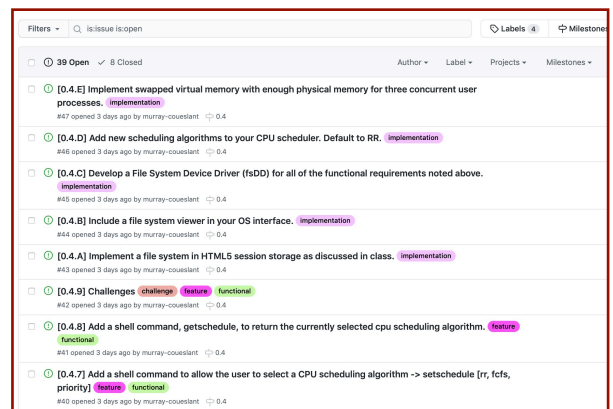 Filters
is:issue is:open
Labels 4
Milestones
39 Open
8 Closed
Author
Label
Projects
Milestones
[0.4.E] Implement swapped virtual memory with enough physical memory for three concurrent user
processes. implementation
#47 opened 3 days ago by murray-coueslant 0.4
[0.4.D] Add new scheduling algorithms to your CPU scheduler. Default to RR. implementation
#46 opened 3 days ago by murray-coueslant 0.4
[0.4.C] Develop a File System Device Driver (fsDD) for all of the functional requirements noted above.
implementation
#45 opened 3 days ago by murray-coueslant 0.4
[0.4.B] Include a file system viewer in your OS interface. implementation
#44 opened 3 days ago by murray-coueslant 0.4
[0.4.A] Implement a file system in HTML5 session storage as discussed in class. implementation
#43 opened 3 days ago by murray-coueslant 0.4
[0.4.9] Challenges challenge feature functional
#42 opened 3 days ago by murray-coueslant 0.4
[0.4.8] Add a shell command, getschedule, to return the currently selected cpu scheduling algorithm. feature
functional
#41 opened 3 days ago by murray-coueslant 0.4
[0.4.7] Add a shell command to allow the user to select a CPU scheduling algorithm -> setschedule [rr, fcfs,
priority] feature functional
#40 opened 3 days ago by murray-coueslant 0.4